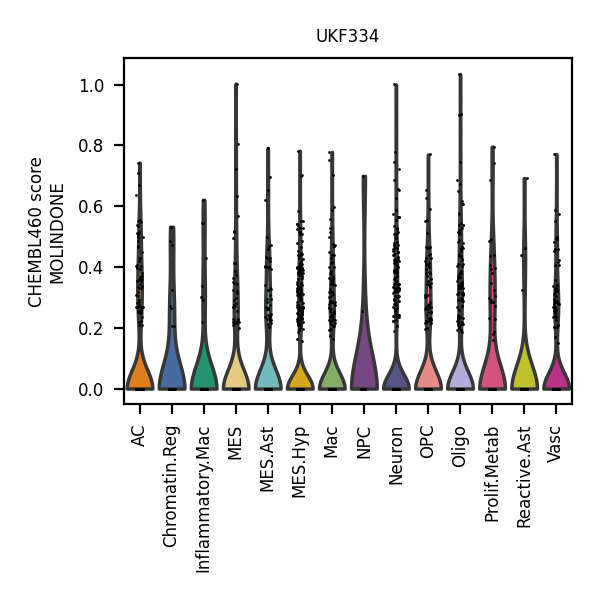 UKF334
CHEMBL460 score
MOLINDONE
1.0
0.8
0.6
0.4
0.2
0.0
AC
Chromatin.Reg
Inflammatory.Mac
MES
MES.Ast
MES.Hyp
Mac
NPC
Neuron
OPC
Oligo
Prolif.Metab
Reactive.Ast
Vasc